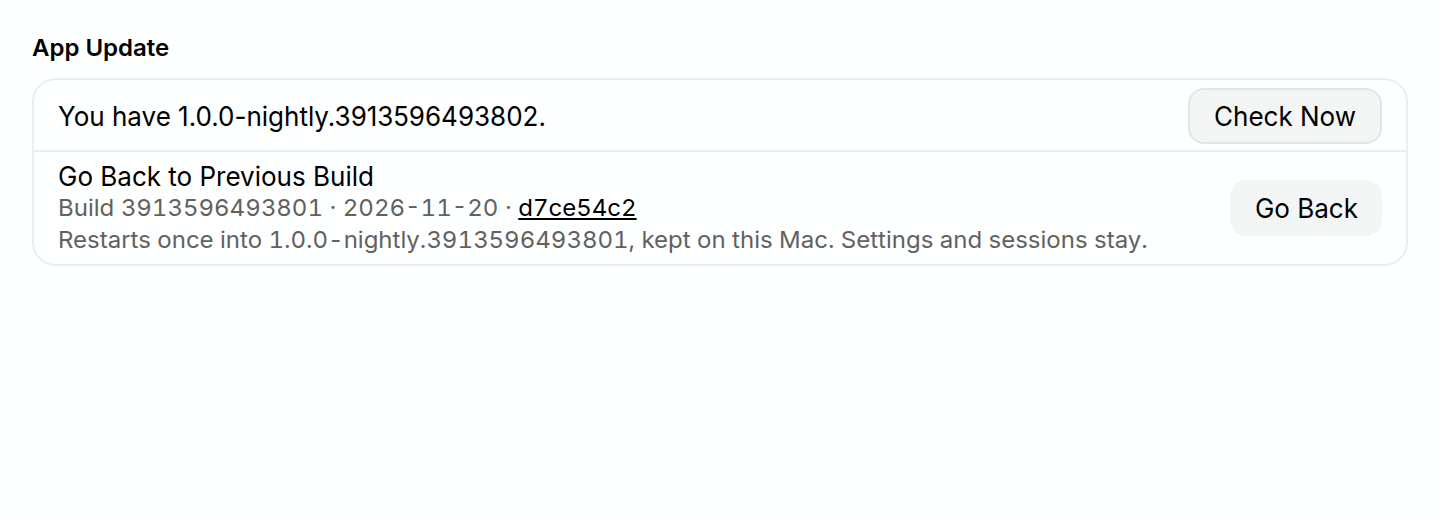 App Update
You have 1.0.0-nightly.3913596493802.
Check Now
Go Back to Previous Build
Build 3913596493801 · 2026-11-20 · d7ce54c2
Restarts once into 1.0.0-nightly.3913596493801, kept on this Mac. Settings and sessions stay.
Go Back